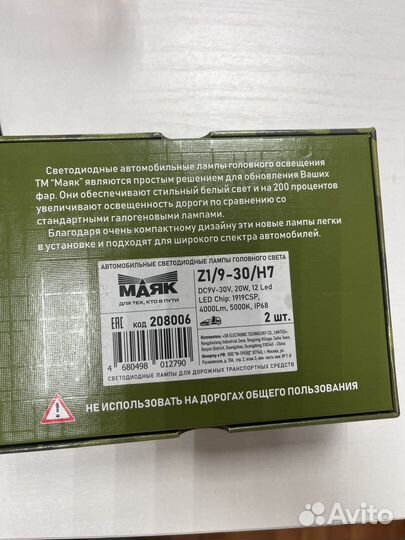 Светодиодные автомобильные лампы головного освещения
ТМ "Маяк" являются простым решением для обновления Ваших
фар. Они обеспечивают стильный белый свет и на 200 процентов
увеличивают освещенность дороги по сравнению со
стандартными галогеновыми лампами.
Благодаря очень компактному дизайну эти новые лампы легки
в установке и подходят для широкого спектра автомобилей.
АВТОМОБИЛЬНЫЕ СВЕТОДИОДНЫЕ ЛАМПЫ ГОЛОВНОГО СВЕТА
МАЯК
ДЛЯ ТЕХ, КТО В ПУТИ
Z1/9-30/H7
DC9V-30V, 20W, 12 Led
LED Chip: 1919CSP,
4000Lm, 5000K, IP68
2 шт.
EAC код 208006
4 680498 012790
СВЕТОДИОДНЫЕ ЛАМПЫ ДЛЯ ДОРОЖНЫХ ТРАНСПОРТНЫХ СРЕДСТВ
НЕ ИСПОЛЬЗОВАТЬ НА ДОРОГАХ ОБЩЕГО ПОЛЬЗОВАНИЯ
Avito